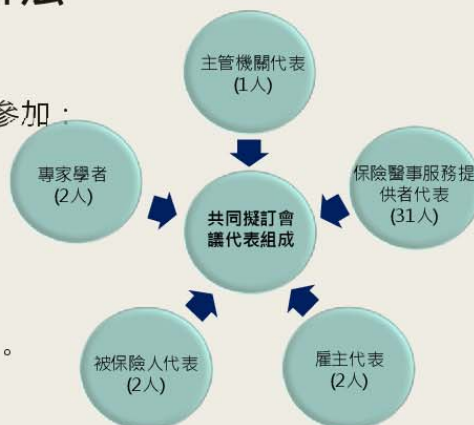 參加：
主管機關代表
(1人)
專家學者
(2人)
保險醫事服務提
供者代表
(31人)
共同擬訂會
議代表組成
。
被保險人代表
(2人)
雇主代表
(2人)